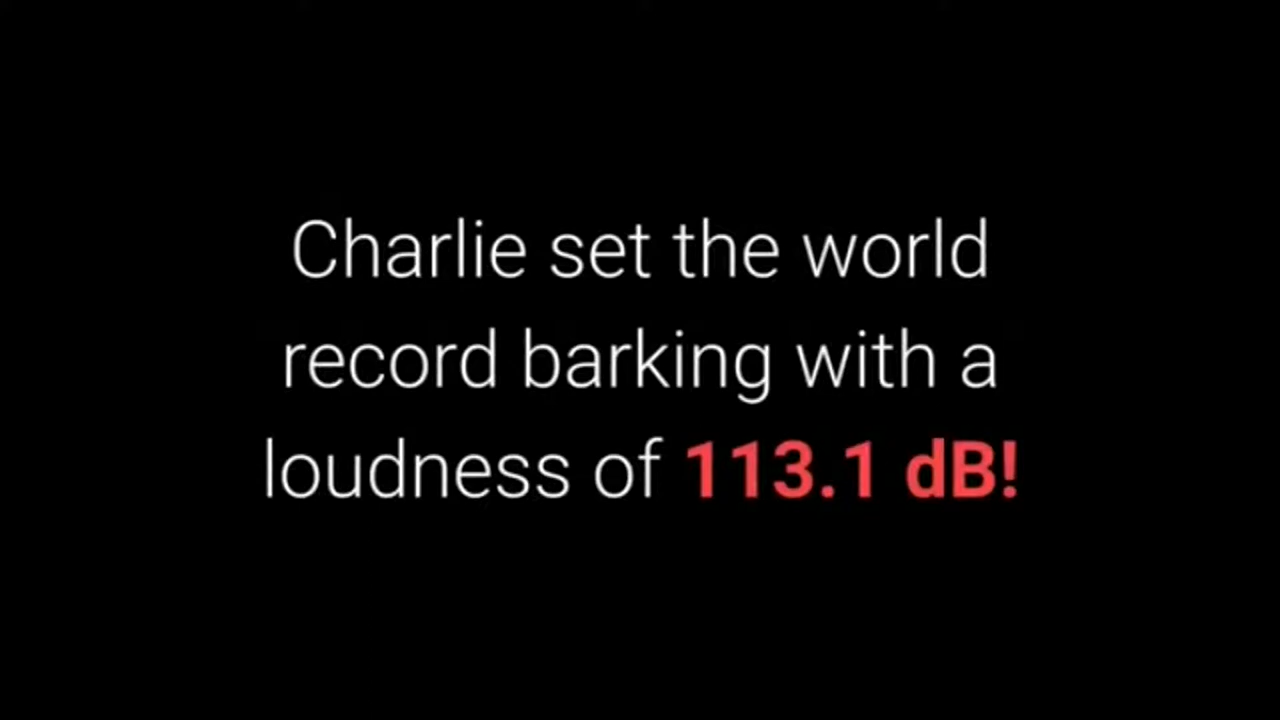 Charlie set the world
record barking with a
loudness of 113.1 dB!